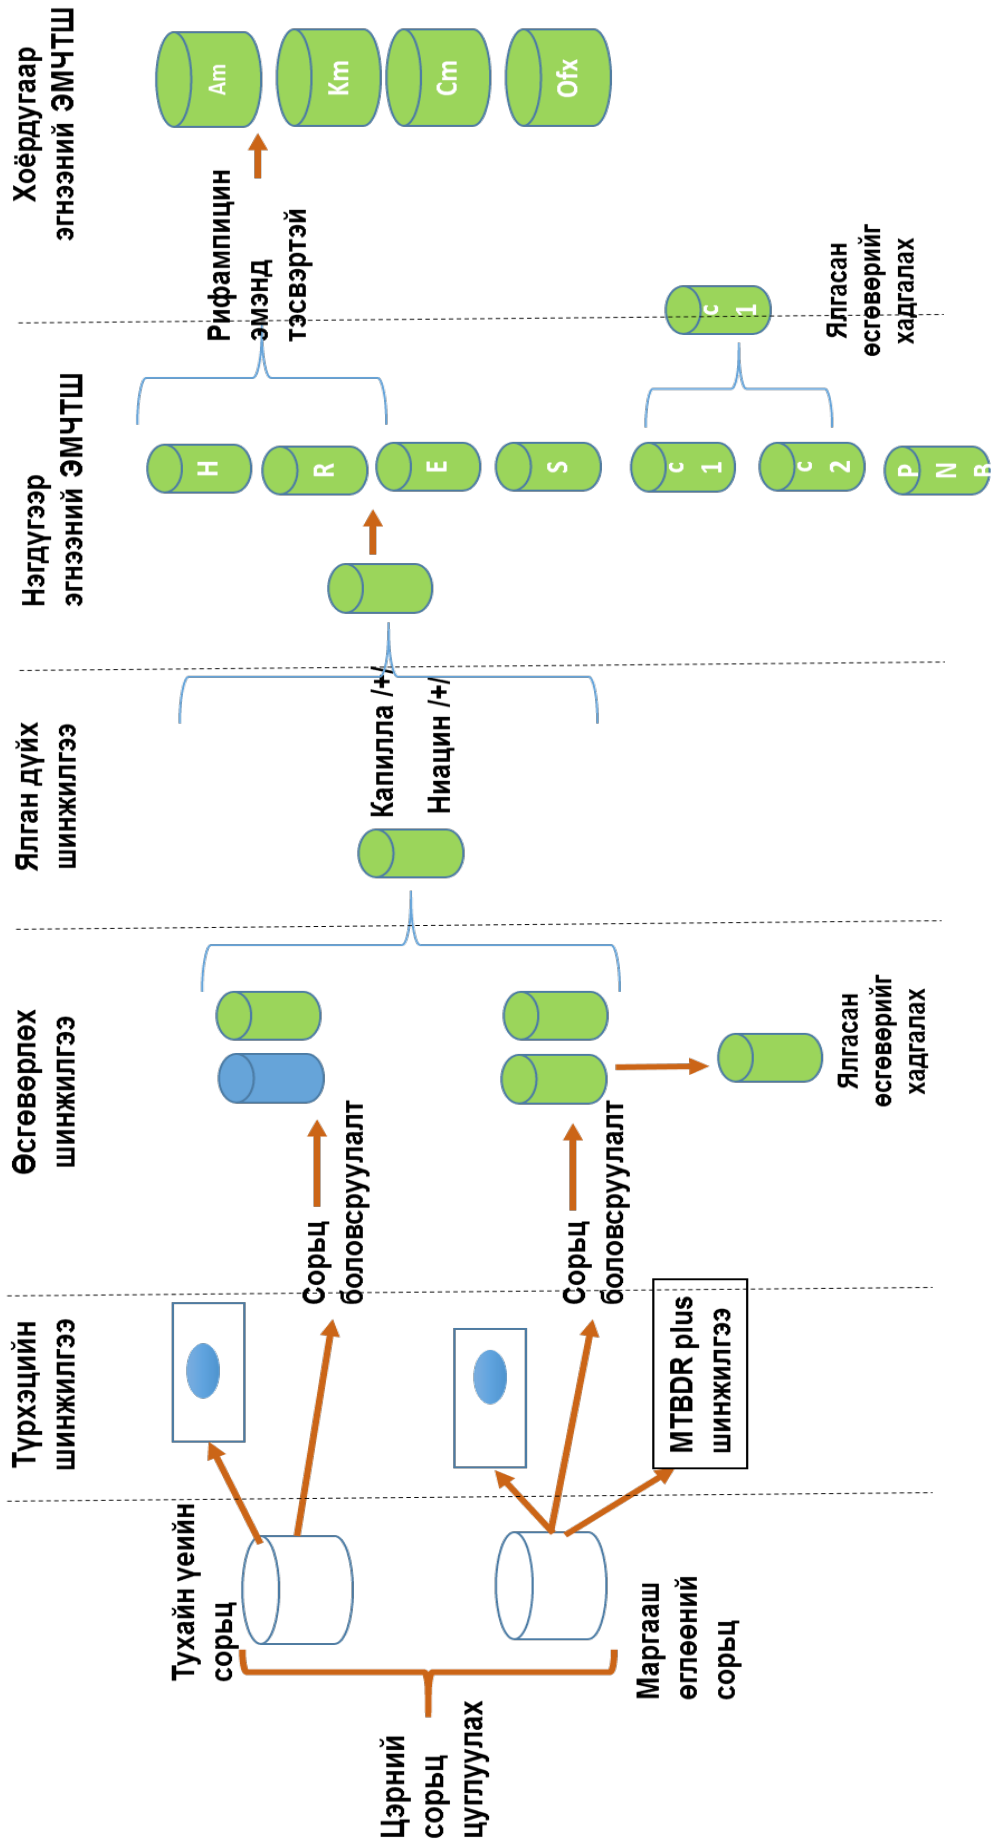 Цэрний
сорьц
цуглуулах
Тухайн үеийн
сорьц
Маргааш
өглөөний
сорьц
Түрхэцийн
шинжилгээ
MTBDR plus
шинжилгээ
Өсгөвөрлөх
шинжилгээ
Сорьц
боловсруулалт
Сорьц
боловсруулалт
Ялгасан
өсгөвөрийг
хадгалах
Ялган дүйх
шинжилгээ
Капилла /+/
Ниацин /+/
Нэгдүгээр
эгнээний ЭМЧТШ
H
R
E
S
c
1
c
2
P
N
B
Хоёрдугаар
эгнээний ЭМЧТШ
Рифампицин
эмэнд
тэсвэртэй
Am
Km
Cm
Ofx
c
1
Ялгасан
өсгөвөрийг
хадгалах